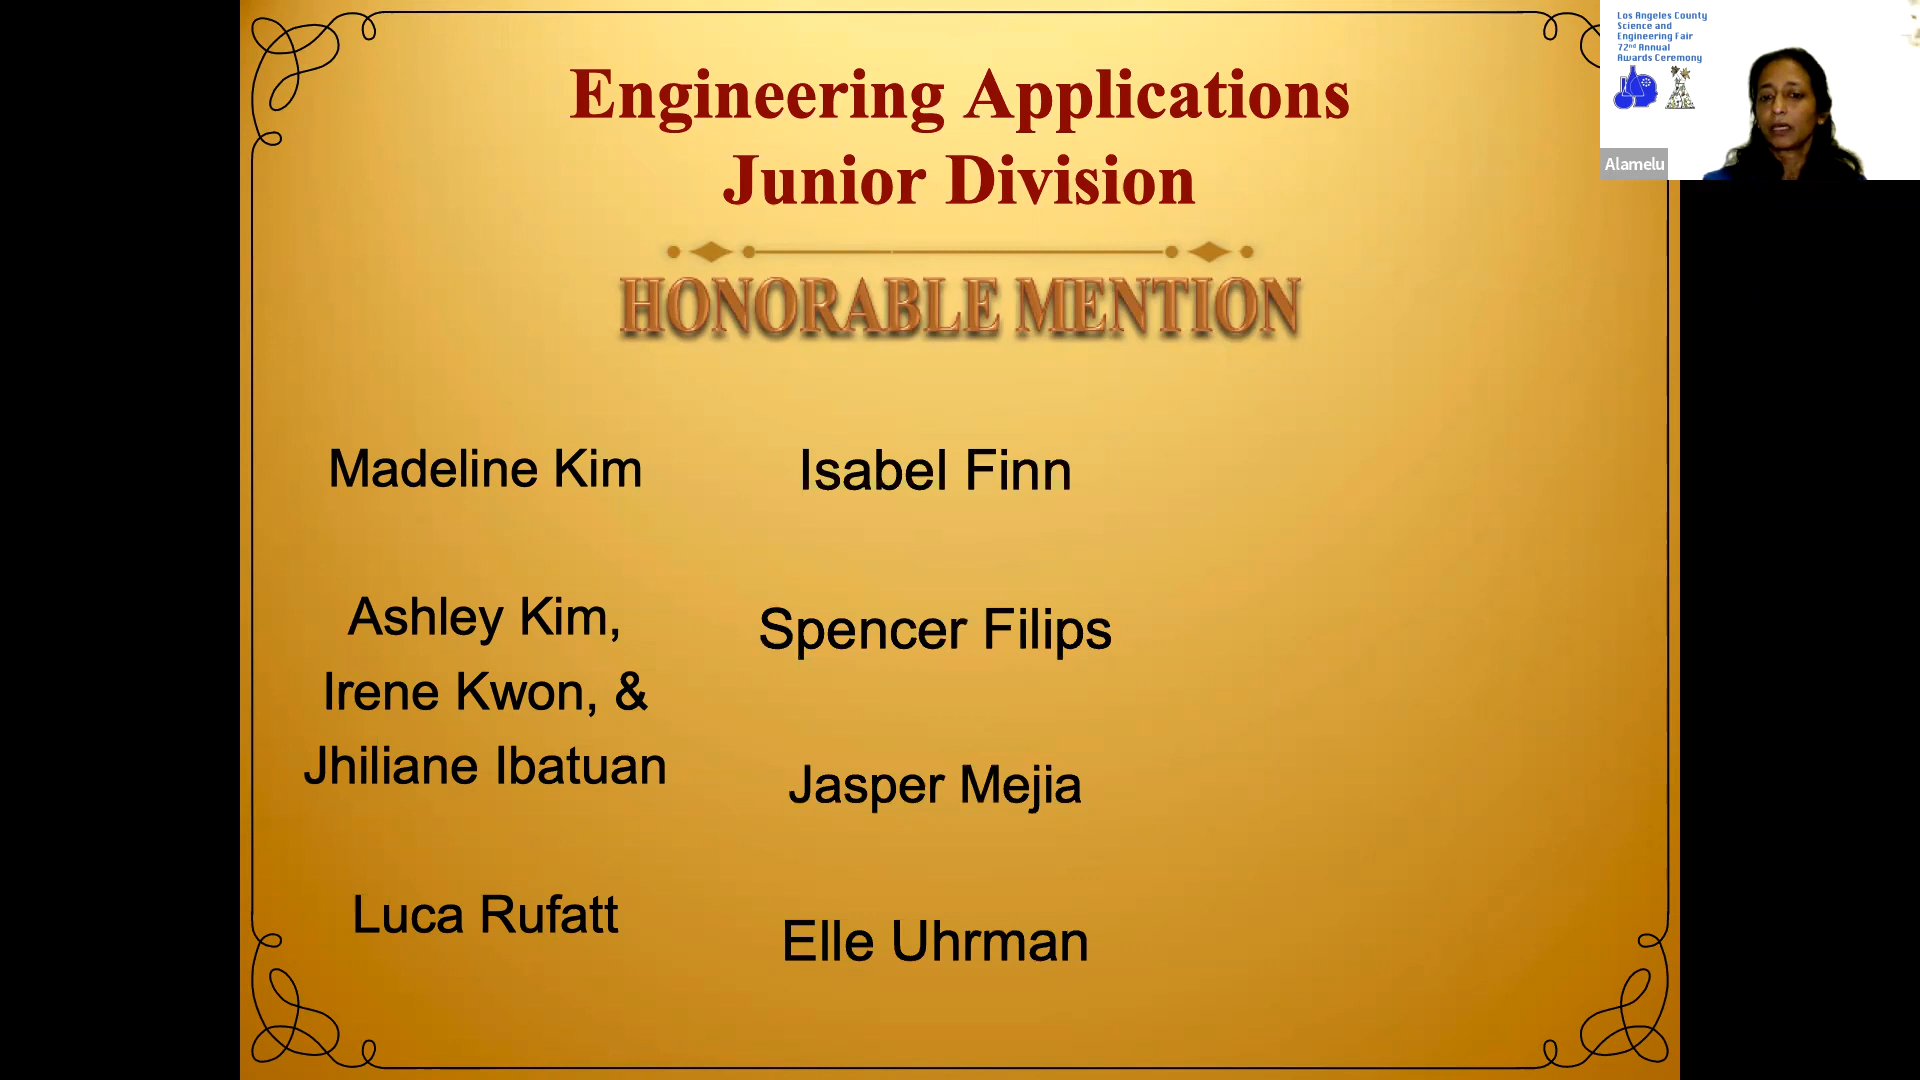 Engineering Applications
Junior Division
HONORABLE MENTION
Madeline Kim
Ashley Kim,
Irene Kwon, &
Jhiliane Ibatuan
Luca Rufatt
Isabel Finn
Spencer Filips
Jasper Mejia
Elle Uhrman
Los Angeles County
Science and
Engineering Fair
72nd Annual
Awards Ceremony
Alamelu